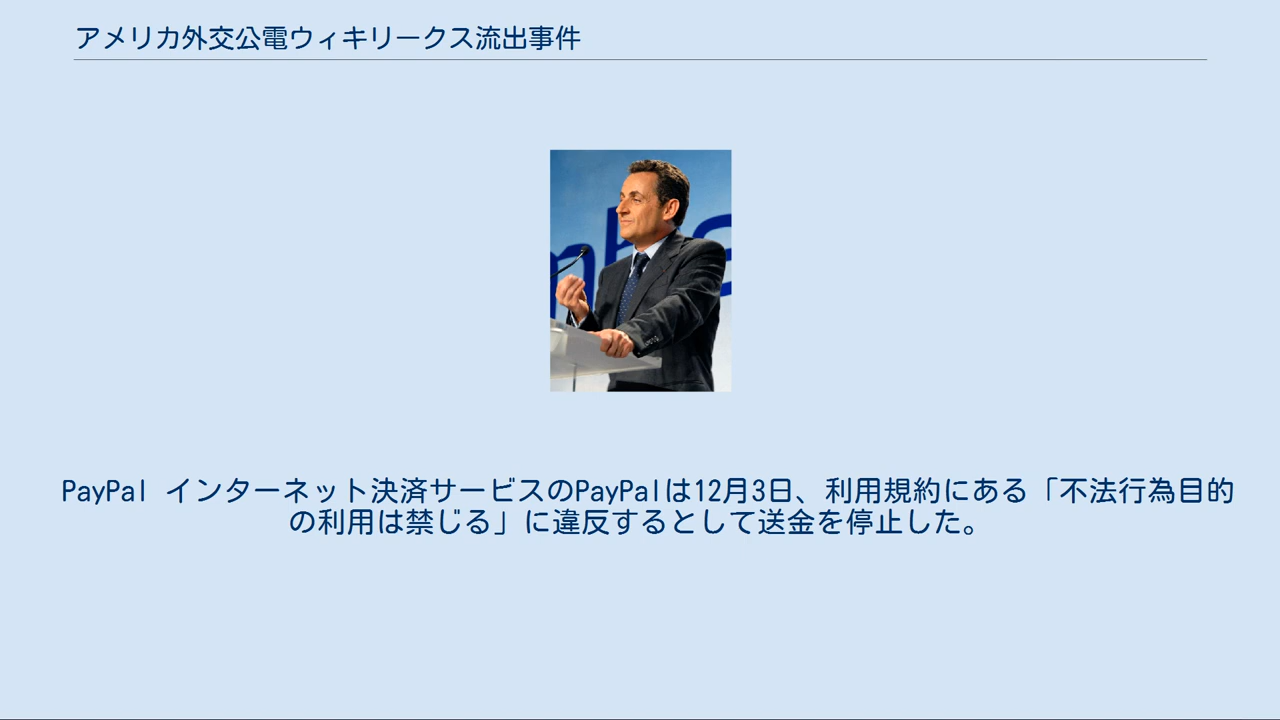 アメリカ外交公電ウィキリークス流出事件
PayPal インターネット決済サービスのPayPalは12月3日、利用規約にある「不法行為目的
の利用は禁じる」に違反するとして送金を停止した。